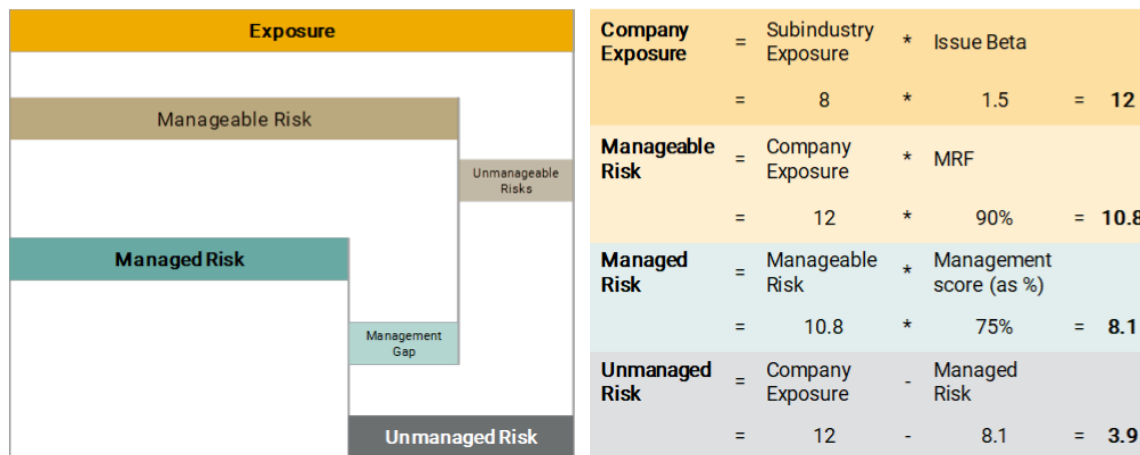 Exposure
Manageable Risk
Unmanageable
Risks
Managed Risk
Management
Gap
Unmanaged Risk
Company
Exposure = Subindustry
Exposure * Issue Beta
= 8 * 1.5 = 12
Manageable
Risk = Company
Exposure * MRF
= 12 * 90% = 10.8
Managed
Risk = Manageable
Risk * Management
score (as %)
= 10.8 * 75% = 8.1
Unmanaged
Risk = Company
Exposure - Managed
Risk
= 12 - 8.1 = 3.9